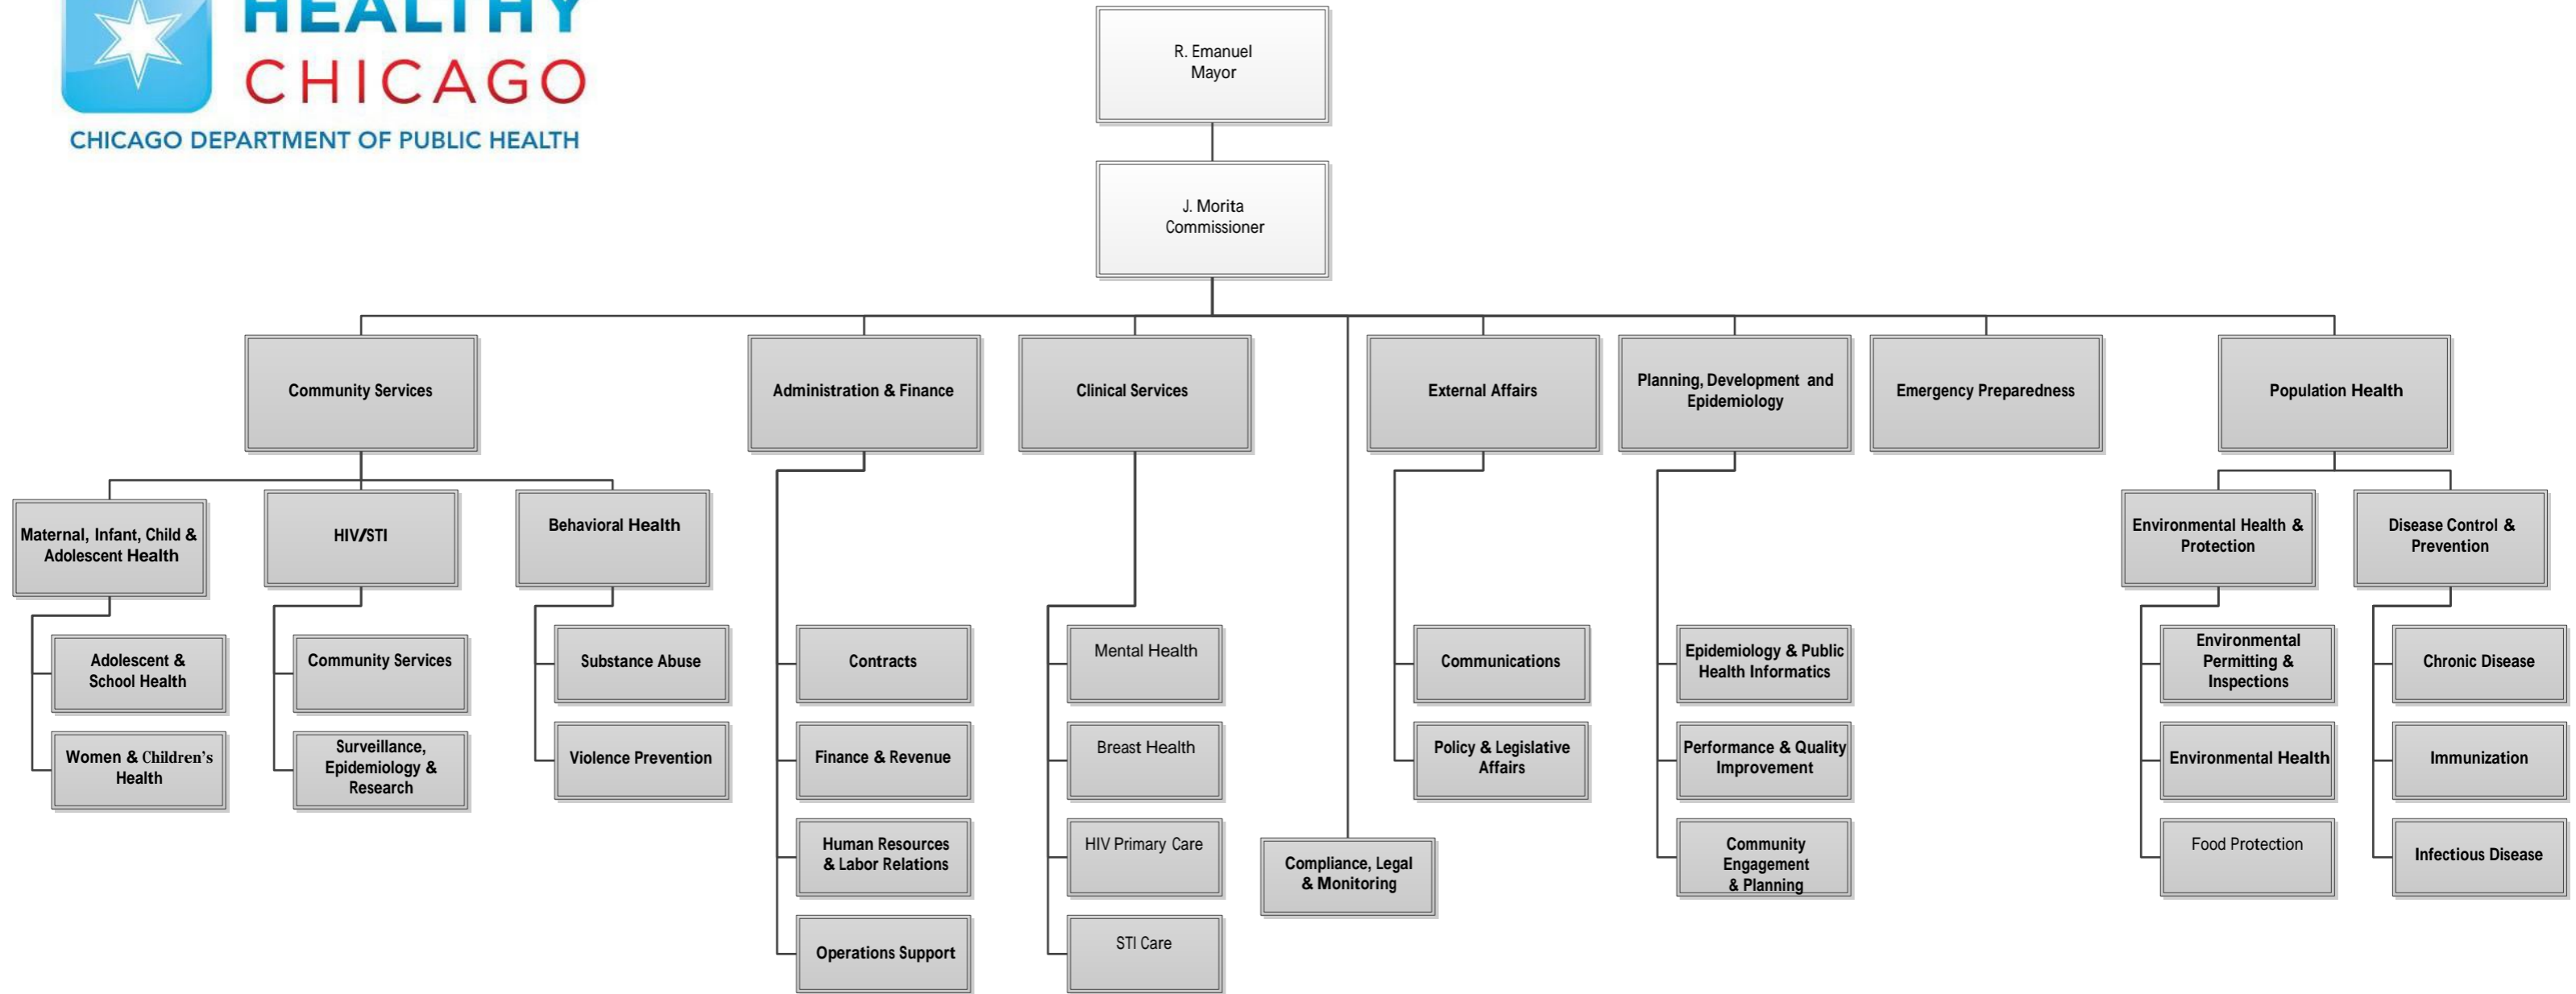 HEALTHY
CHICAGO
CHICAGO DEPARTMENT OF PUBLIC HEALTH
R. Emanuel
Mayor
J. Morita
Commissioner
Community Services
Administration & Finance
Clinical Services
External Affairs
Planning, Development and
Epidemiology
Emergency Preparedness
Population Health
Maternal, Infant, Child &
Adolescent Health
HIV/STI
Behavioral Health
Environmental Health &
Protection
Disease Control &
Prevention
Adolescent &
School Health
Women & Children's
Health
Community Services
Surveillance,
Epidemiology &
Research
Substance Abuse
Violence Prevention
Contracts
Finance & Revenue
Human Resources
& Labor Relations
Operations Support
Mental Health
Breast Health
HIV Primary Care
STI Care
Compliance, Legal
& Monitoring
Communications
Policy & Legislative
Affairs
Epidemiology & Public
Health Informatics
Performance & Quality
Improvement
Community
Engagement
& Planning
Environmental
Permitting &
Inspections
Environmental Health
Food Protection
Chronic Disease
Immunization
Infectious Disease